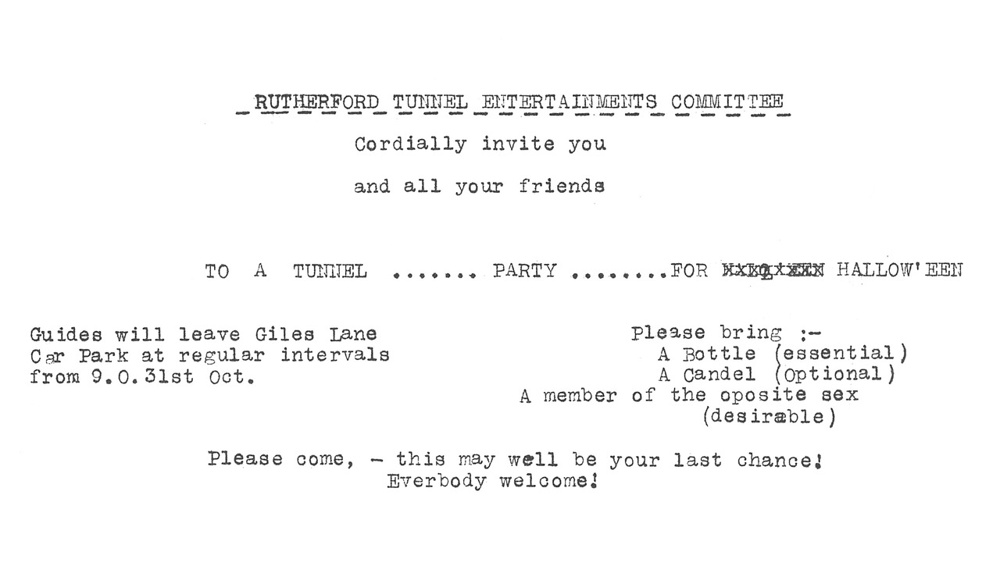 RUTHERFORD TUNNEL ENTERTAINMENTS COMMITTEE
Cordially invite you
and all your friends
TO A TUNNEL ....... PARTY ........FOR HALLOW'EEN
Guides will leave Giles Lane
Car Park at regular intervals
from 9.0.31st Oct.
Please bring :-
A Bottle (essential)
A Candel (optional)
A member of the oposite sex
(desirable)
Please come, - this may well be your last chance!
Everbody welcome!